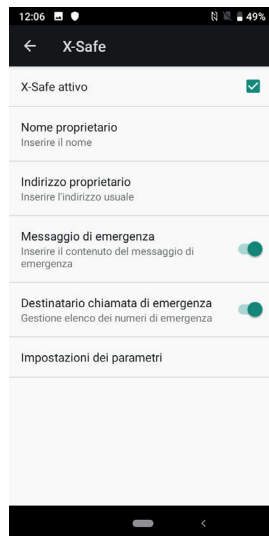 12:06 49%
X-Safe
X-Safe attivo
Nome proprietario
Inserire il nome
Indirizzo proprietario
Inserire l'indirizzo usuale
Messaggio di emergenza
Inserire il contenuto del messaggio di
emergenza
Destinatario chiamata di emergenza
Gestione elenco dei numeri di emergenza
Impostazioni dei parametri